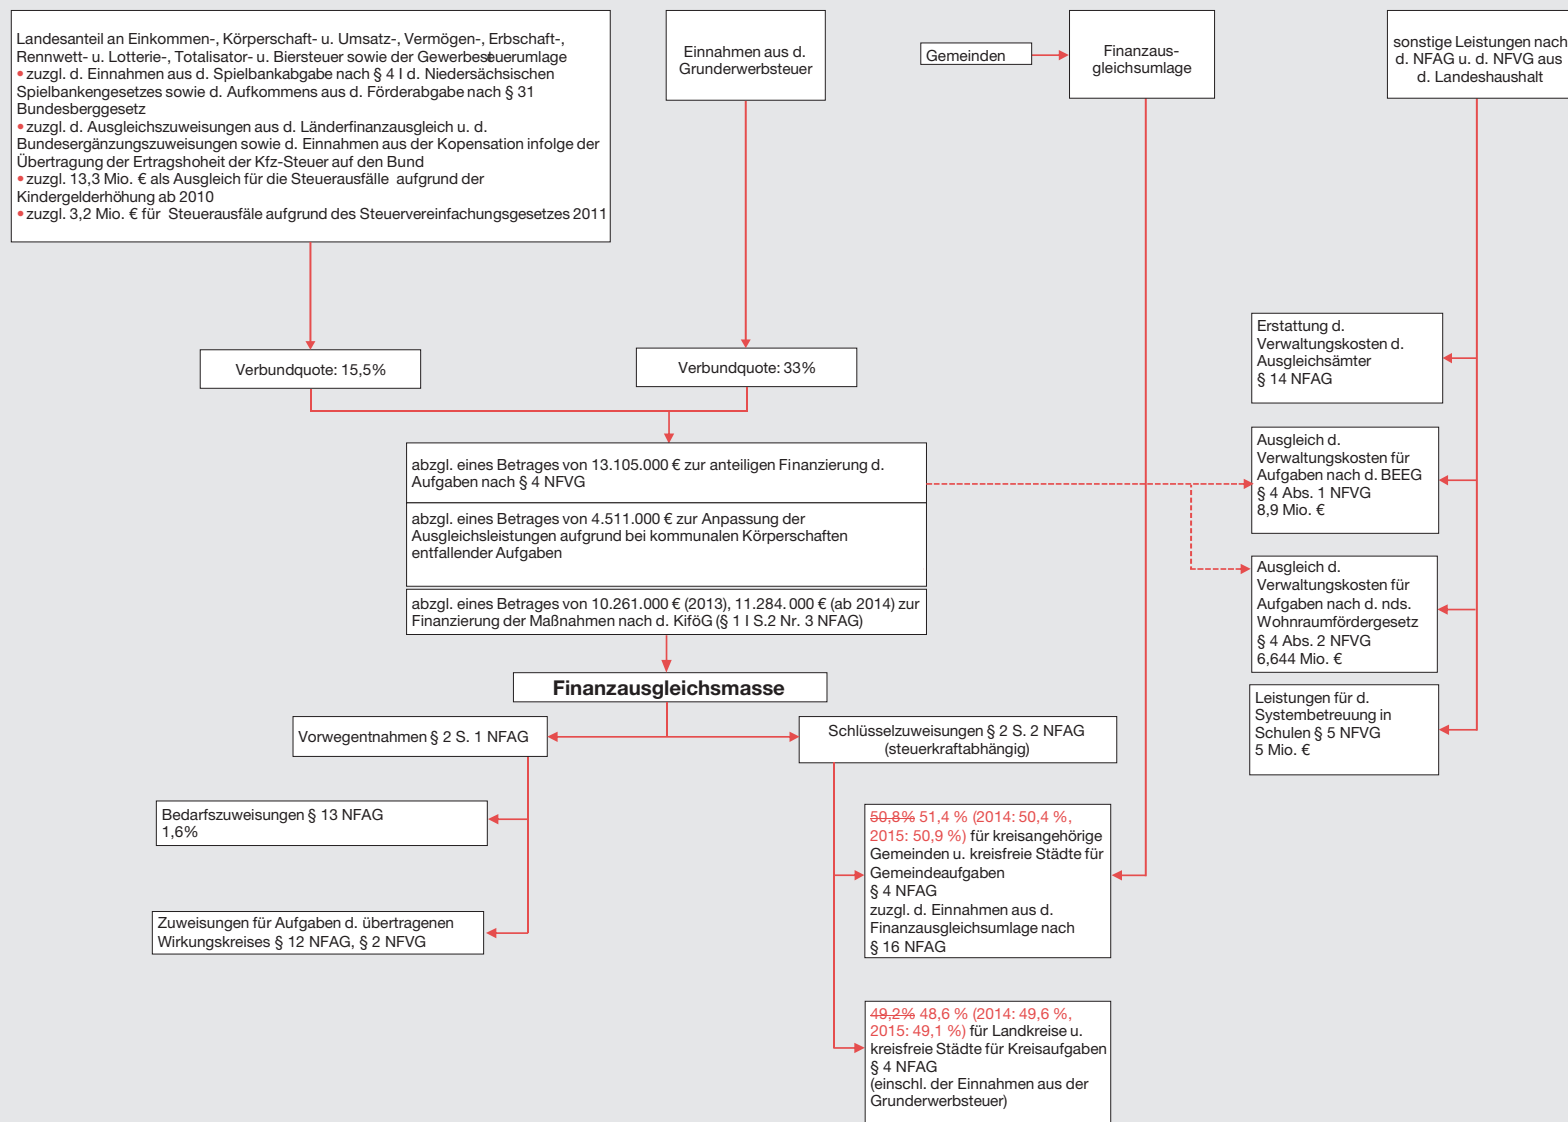 Landesanteil an Einkommen-, Körperschaft- u. Umsatz-, Vermögen-, Erbschaft-,
Rennwett- u. Lotterie-, Totalisator- u. Biersteuer sowie der Gewerbesteuerumlage
• zuzgl. d. Einnahmen aus d. Spielbankabgabe nach § 4 I d. Niedersächsischen
Spielbankengesetzes sowie d. Aufkommens aus d. Förderabgabe nach § 31
Bundesberggesetz
• zuzgl. d. Ausgleichszuweisungen aus d. Länderfinanzausgleich u. d.
Bundesergänzungszuweisungen sowie d. Einnahmen aus der Kopensation infolge der
Übertragung der Ertragshoheit der Kfz-Steuer auf den Bund
• zuzgl. 13,3 Mio. € als Ausgleich für die Steuerausfälle aufgrund der
Kindergelderhöhung ab 2010
• zuzgl. 3,2 Mio. € für Steuerausfäle aufgrund des Steuervereinfachungsgesetzes 2011
Einnahmen aus d.
Grunderwerbsteuer
Gemeinden
Finanzaus-
gleichsumlage
sonstige Leistungen nach
d. NFAG u. d. NFVG aus
d. Landeshaushalt
Verbundquote: 15,5%
Verbundquote: 33%
abzgl. eines Betrages von 13.105.000 € zur anteiligen Finanzierung d.
Aufgaben nach § 4 NFVG
abzgl. eines Betrages von 4.511.000 € zur Anpassung der
Ausgleichsleistungen aufgrund bei kommunalen Körperschaften
entfallender Aufgaben
abzgl. eines Betrages von 10.261.000 € (2013), 11.284.000 € (ab 2014) zur
Finanzierung der Maßnahmen nach d. KiföG (§ 1 I S.2 Nr. 3 NFAG)
Erstattung d.
Verwaltungskosten d.
Ausgleichsämter
§ 14 NFAG
Ausgleich d.
Verwaltungskosten für
Aufgaben nach d. BEEG
§ 4 Abs. 1 NFVG
8,9 Mio. €
Ausgleich d.
Verwaltungskosten für
Aufgaben nach d. nds.
Wohnraumfördergesetz
§ 4 Abs. 2 NFVG
6,644 Mio. €
Leistungen für d.
Systembetreuung in
Schulen § 5 NFVG
5 Mio. €
Finanzausgleichsmasse
Vorwegentnahmen § 2 S. 1 NFAG
Schlüsselzuweisungen § 2 S. 2 NFAG
(steuerkraftabhängig)
Bedarfszuweisungen § 13 NFAG
1,6%
Zuweisungen für Aufgaben d. übertragenen
Wirkungskreises § 12 NFAG, § 2 NFVG
50,8% 51,4 % (2014: 50,4 %,
2015: 50,9 %) für kreisangehörige
Gemeinden u. kreisfreie Städte für
Gemeindeaufgaben
§ 4 NFAG
zuzgl. d. Einnahmen aus d.
Finanzausgleichsumlage nach
§ 16 NFAG
49,2% 48,6 % (2014: 49,6 %,
2015: 49,1 %) für Landkreise u.
kreisfreie Städte für Kreisaufgaben
§ 4 NFAG
(einschl. der Einnahmen aus der
Grunderwerbsteuer)